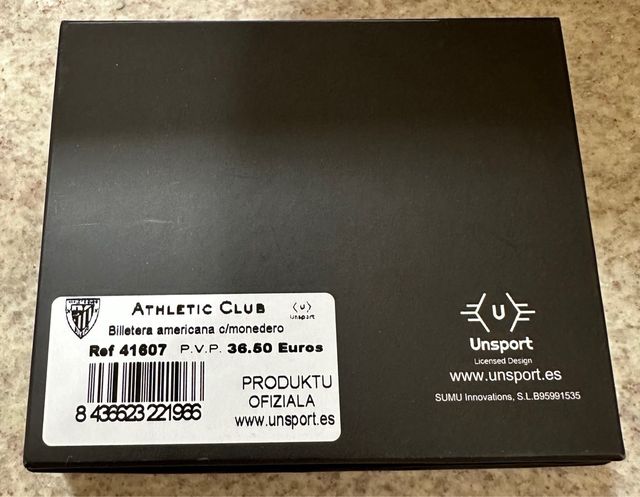 ATHLETIC CLUB
Unsport
Billetera americana c/monedero
Ref 41607 P.V.P. 36.50 Euros
8 436623 221966
PRODUKTU
OFIZIALA
www.unsport.es
U
Unsport
Licensed Design
www.unsport.es
SUMU Innovations, S.L.B95991535